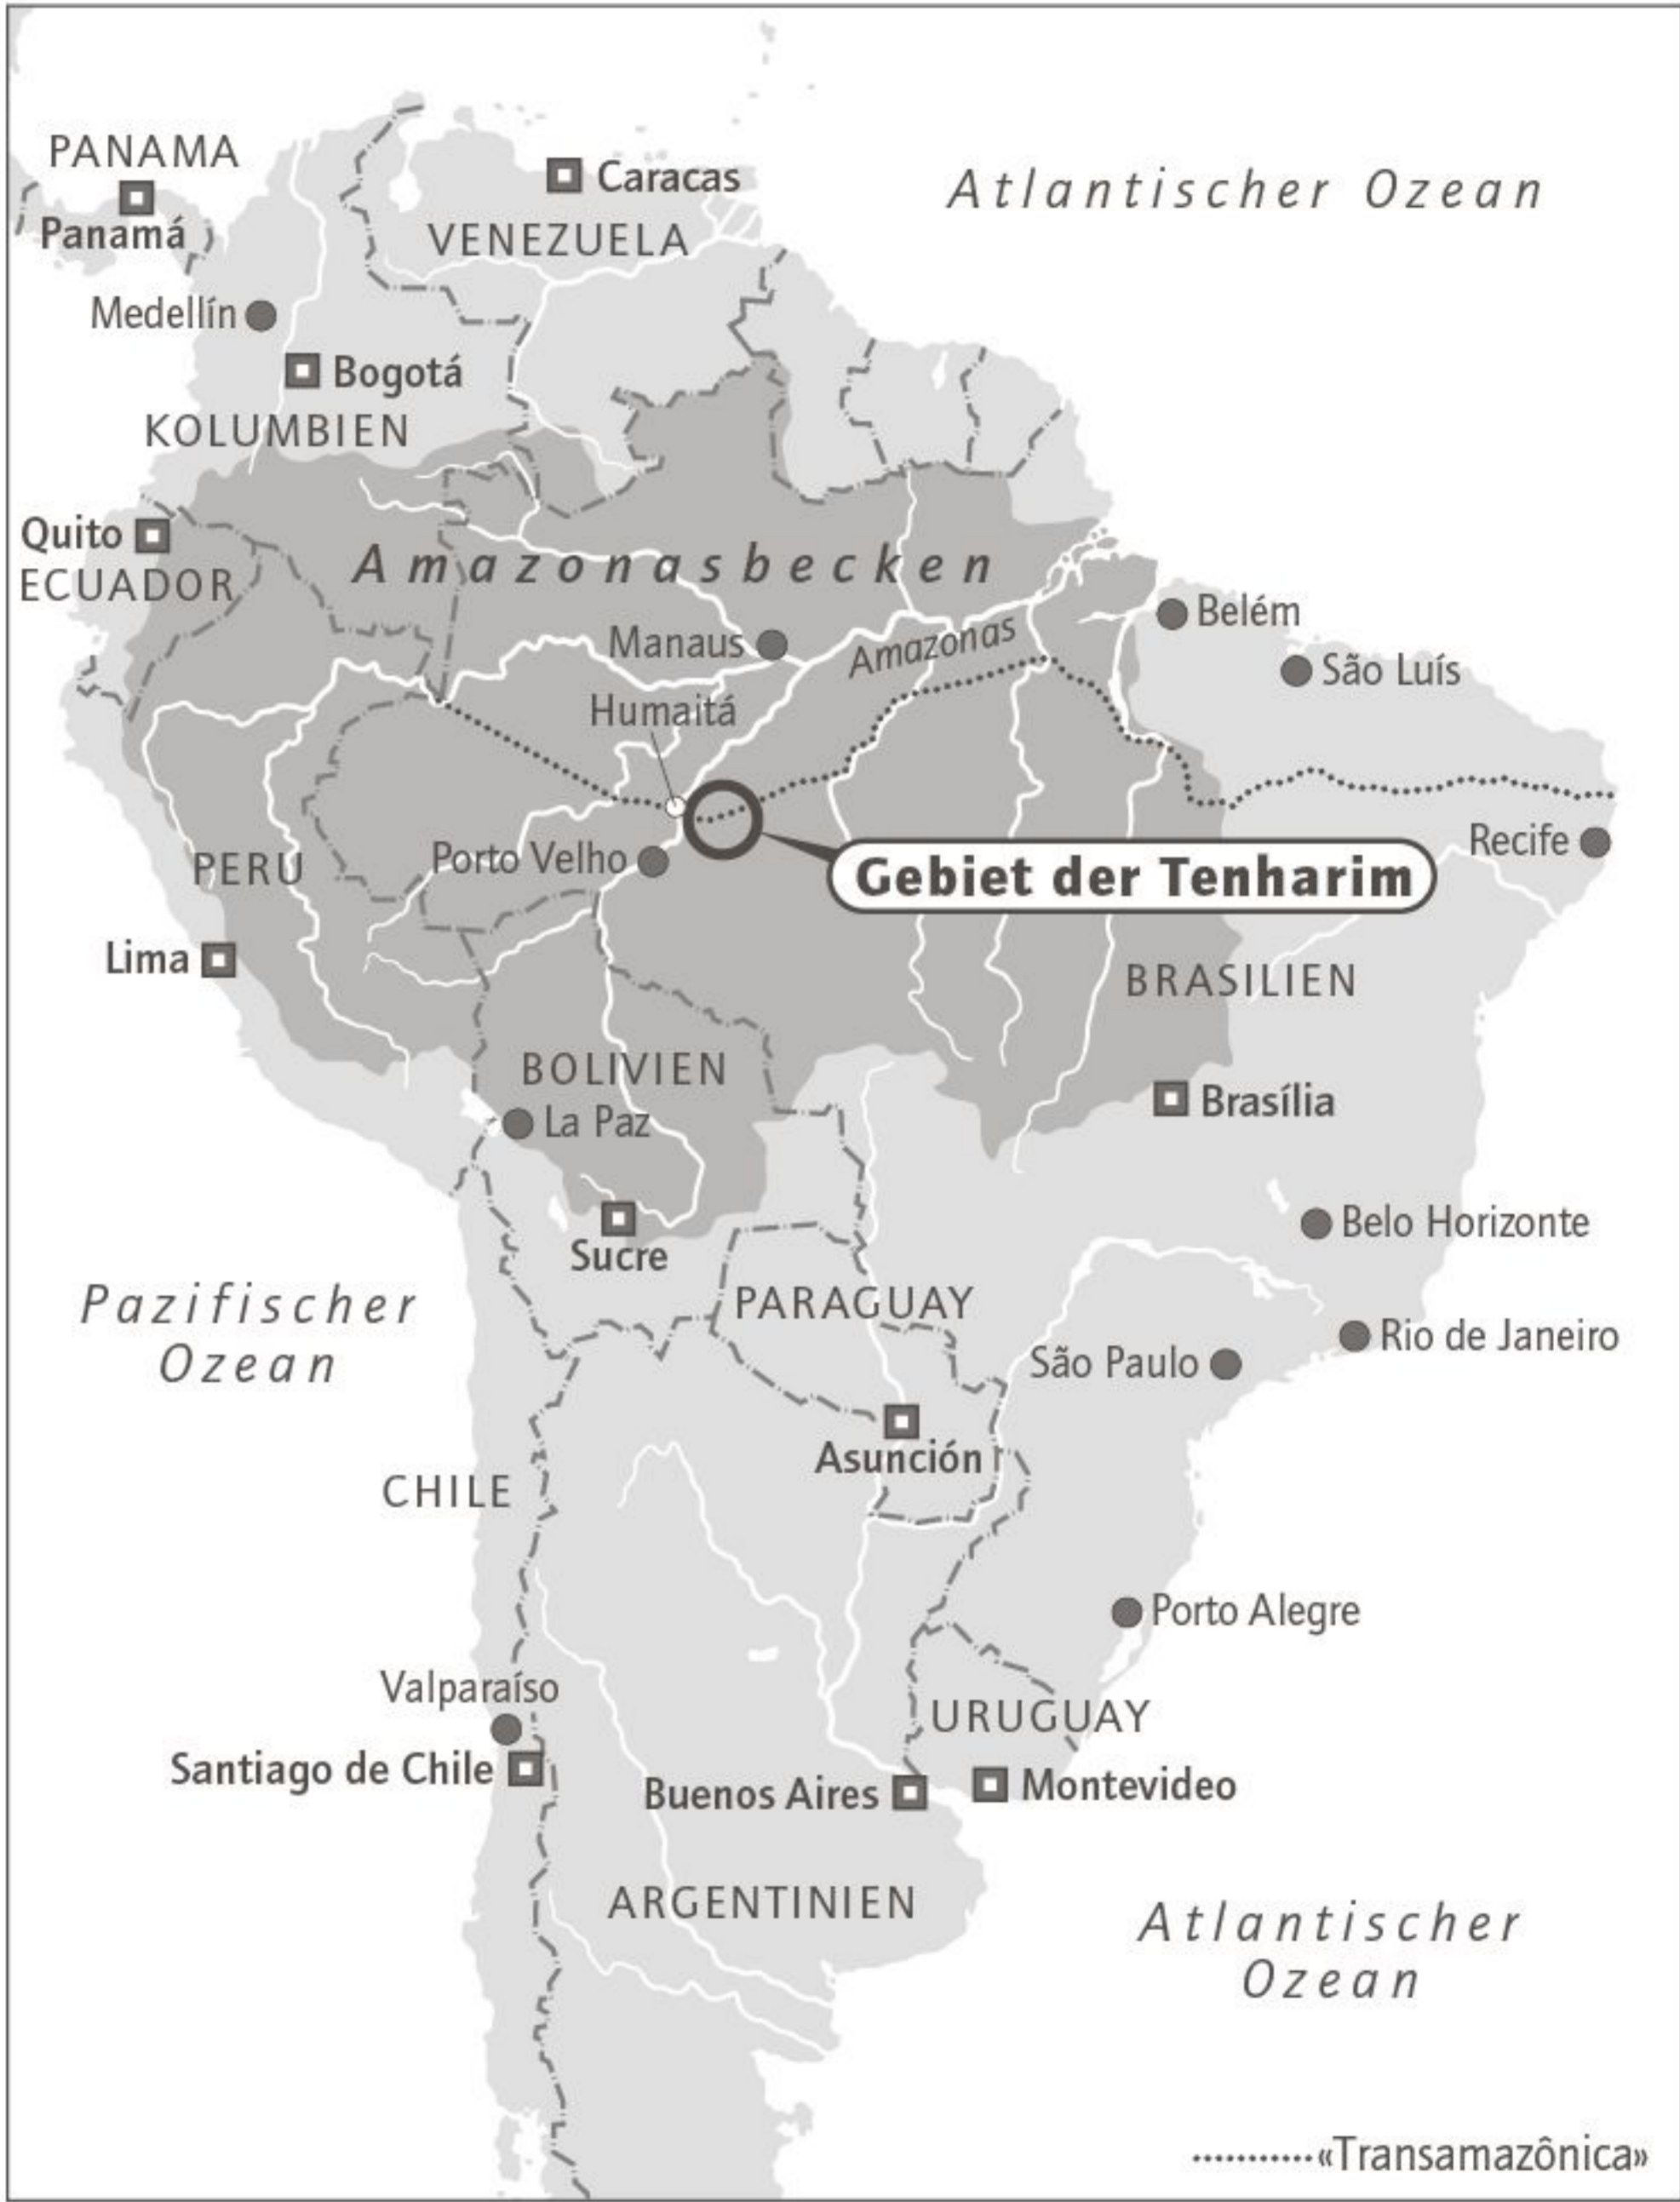 PANAMA
Panamá
Caracas
VENEZUELA
Atlantischer Ozean
Medellín
Bogotá
KOLUMBIEN
Quito
ECUADOR
Amazonasbecken
Manaus
Amazonas
Belém
São Luís
Humaitá
Porto Velho
Gebiet der Tenharim
Recife
PERU
Lima
BRASILIEN
BOLIVIEN
La Paz
Brasília
Sucre
Belo Horizonte
Pazifischer
Ozean
PARAGUAY
Rio de Janeiro
São Paulo
Asunción
CHILE
Porto Alegre
Valparaíso
URUGUAY
Santiago de Chile
Buenos Aires
Montevideo
ARGENTINIEN
Atlantischer
Ozean
«Transamazônica»